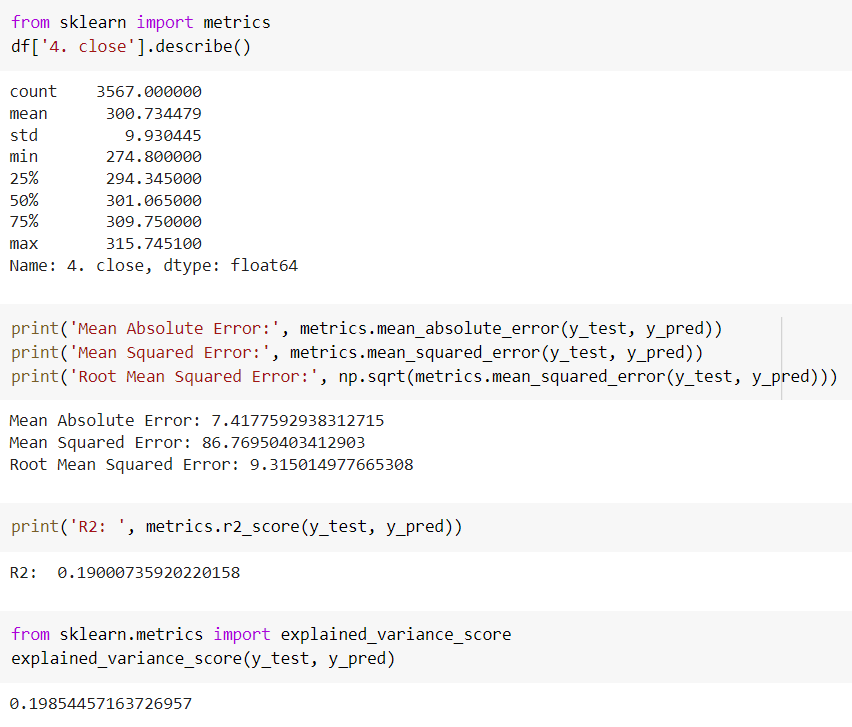 from sklearn import metrics
df['4. close'].describe()
count    3567.000000
mean      300.734479
std         9.930445
min       274.800000
25%       294.345000
50%       301.065000
75%       309.750000
max       315.745100
Name: 4. close, dtype: float64
print('Mean Absolute Error:', metrics.mean_absolute_error(y_test, y_pred))
print('Mean Squared Error:', metrics.mean_squared_error(y_test, y_pred))
print('Root Mean Squared Error:', np.sqrt(metrics.mean_squared_error(y_test, y_pred)))
Mean Absolute Error: 7.4177592938312715
Mean Squared Error: 86.76950403412903
Root Mean Squared Error: 9.315014977665308
print('R2: ', metrics.r2_score(y_test, y_pred))
R2:  0.19000735920220158
from sklearn.metrics import explained_variance_score
explained_variance_score(y_test, y_pred)
0.19854457163726957